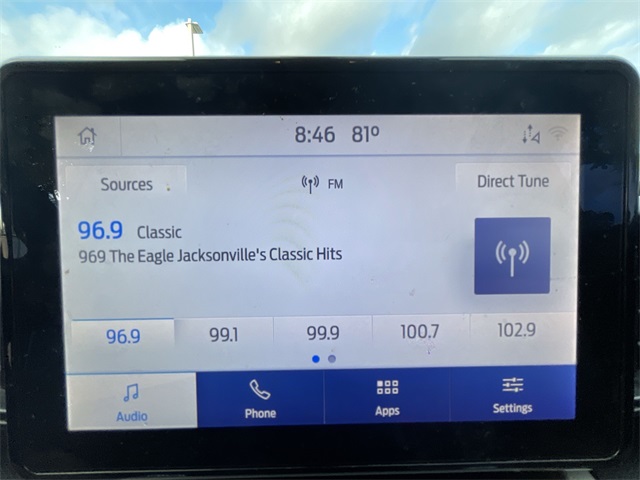 8:46 81º
Sources FM Direct Tune
96.9 Classic
969 The Eagle Jacksonville's Classic Hits
96.9 99.1 99.9 100.7 102.9
Audio Phone Apps Settings